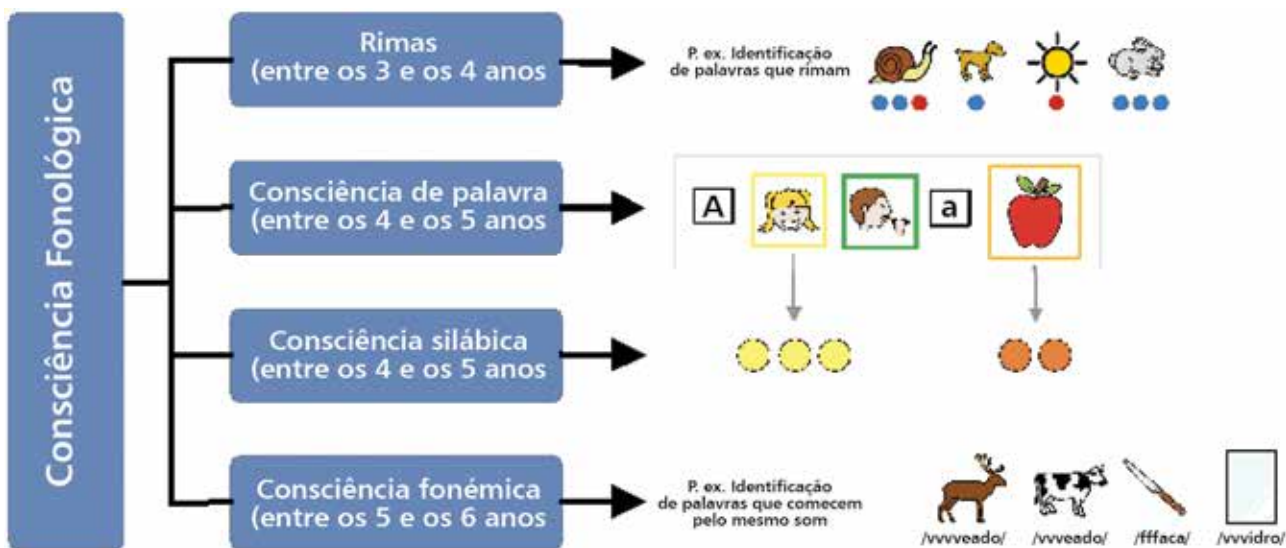 Consciência Fonológica
Rimas
(entre os 3 e os 4 anos
P. ex. Identificação
de palavras que rimam
Consciência de palavra
(entre os 4 e os 5 anos
A
a
Consciência silábica
(entre os 4 e os 5 anos
Consciência fonémica
(entre os 5 e os 6 anos
P. ex. Identificação
de palavras que comecem
pelo mesmo som
/vvvveado/ /vvveado/ /fffaca/ /vvvidro/